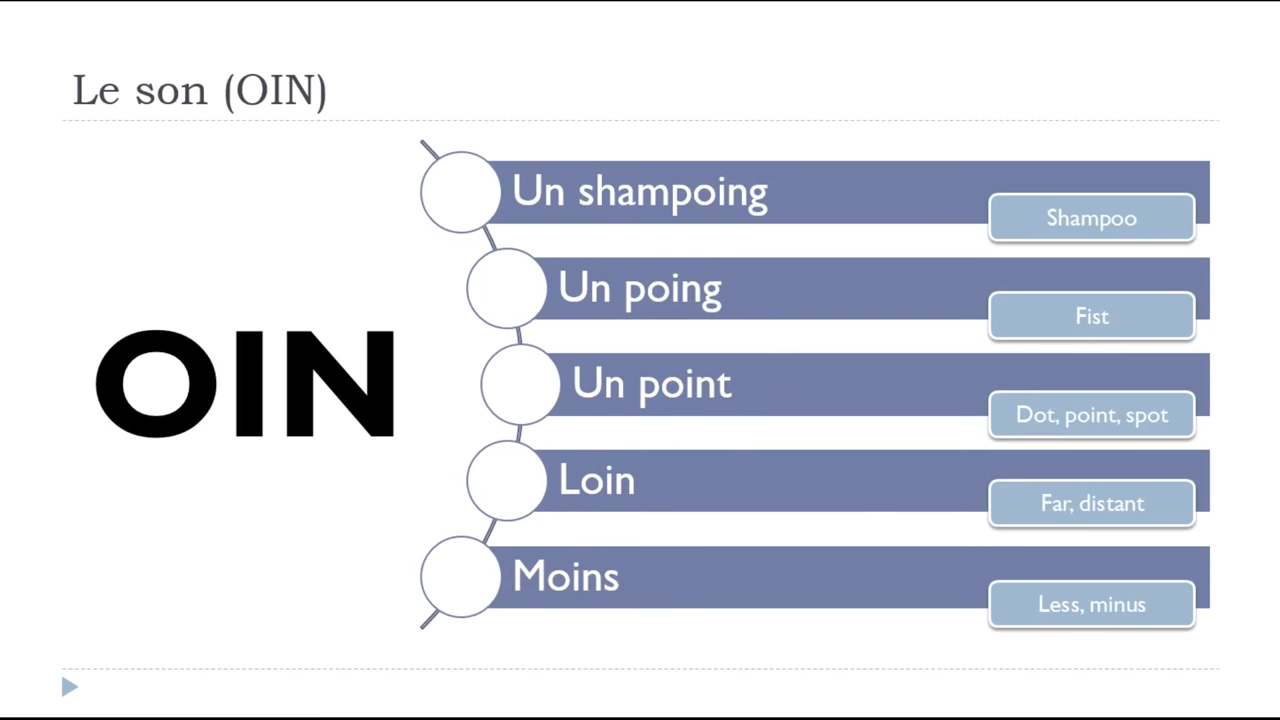 Le son (OIN)
OIN
Un shampoing
Shampoo
Un poing
Fist
Un point
Dot, point, spot
Loin
Far, distant
Moins
Less, minus